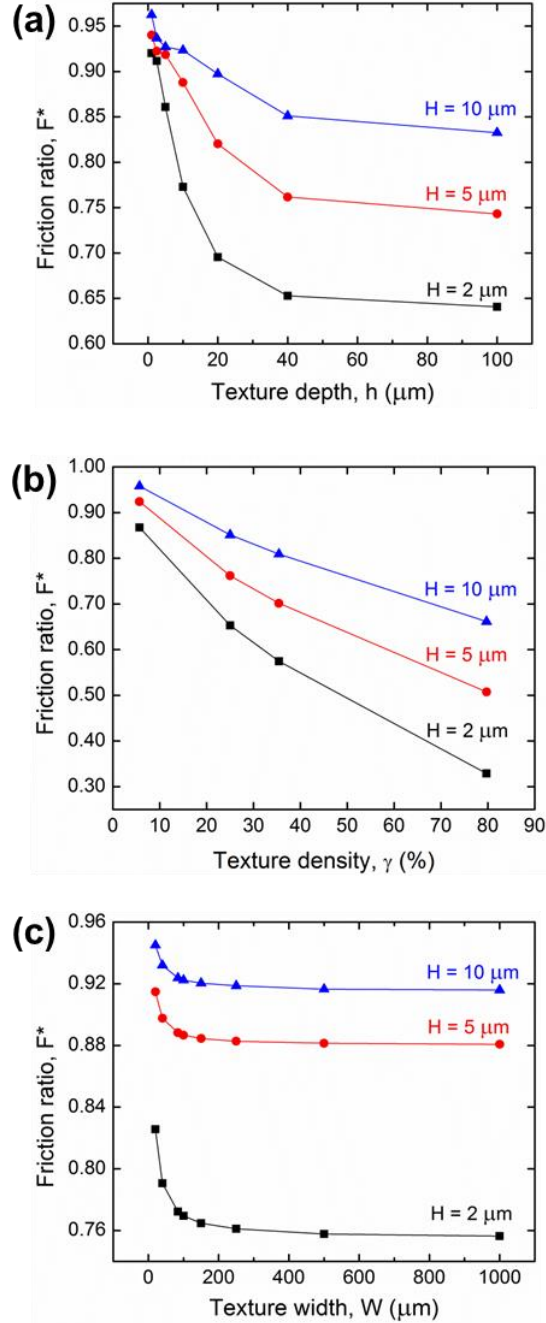 (a)
0.95
0.90
0.85
0.80
0.75
0.70
0.65
0.60
Friction ratio, F*
H = 10 μm
H = 5 μm
H = 2 μm
0 20 40 60 80 100
Texture depth, h (μm)
(b)
1.00
0.90
0.80
0.70
0.60
0.50
0.40
0.30
Friction ratio, F*
H = 10 μm
H = 5 μm
H = 2 μm
0 10 20 30 40 50 60 70 80 90
Texture density, γ (%)
(c)
0.96
0.92
0.88
0.84
0.80
0.76
Friction ratio, F*
H = 10 μm
H = 5 μm
H = 2 μm
0 200 400 600 800 1000
Texture width, W (μm)